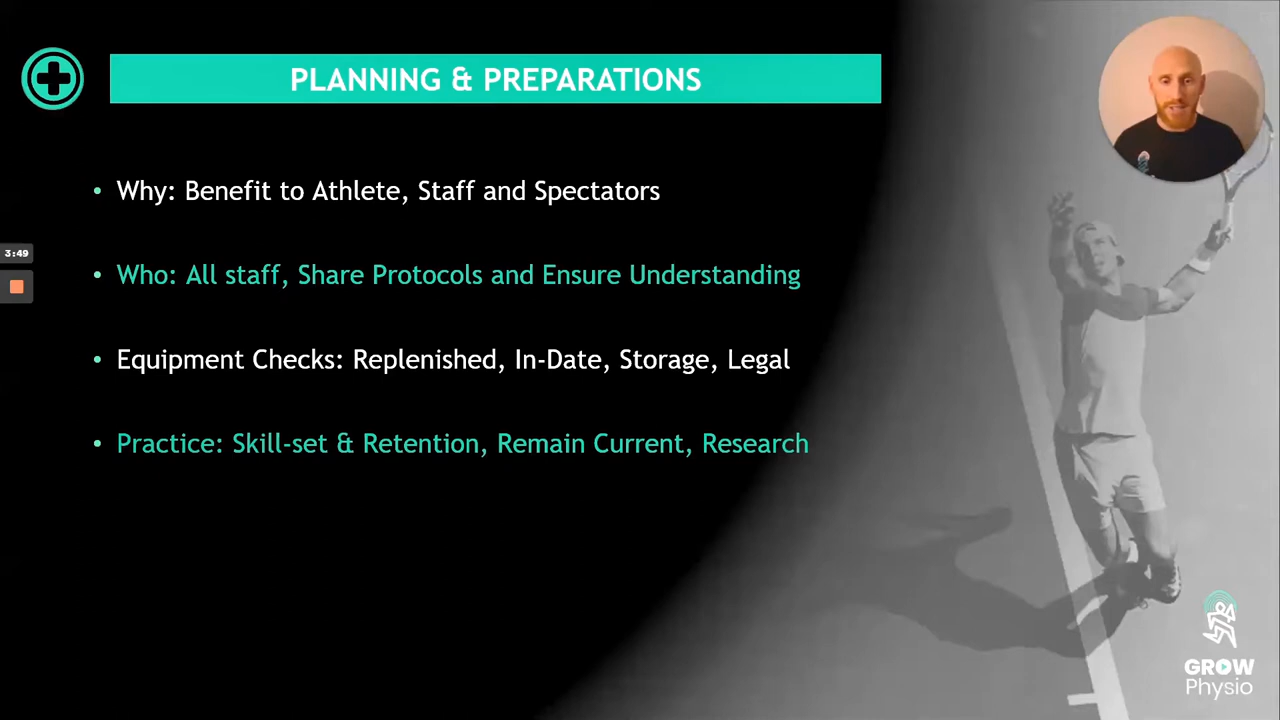 PLANNING & PREPARATIONS
• Why: Benefit to Athlete, Staff and Spectators
3:49
• Who: All staff, Share Protocols and Ensure Understanding
• Equipment Checks: Replenished, In-Date, Storage, Legal
• Practice: Skill-set & Retention, Remain Current, Research
GROW
Physio